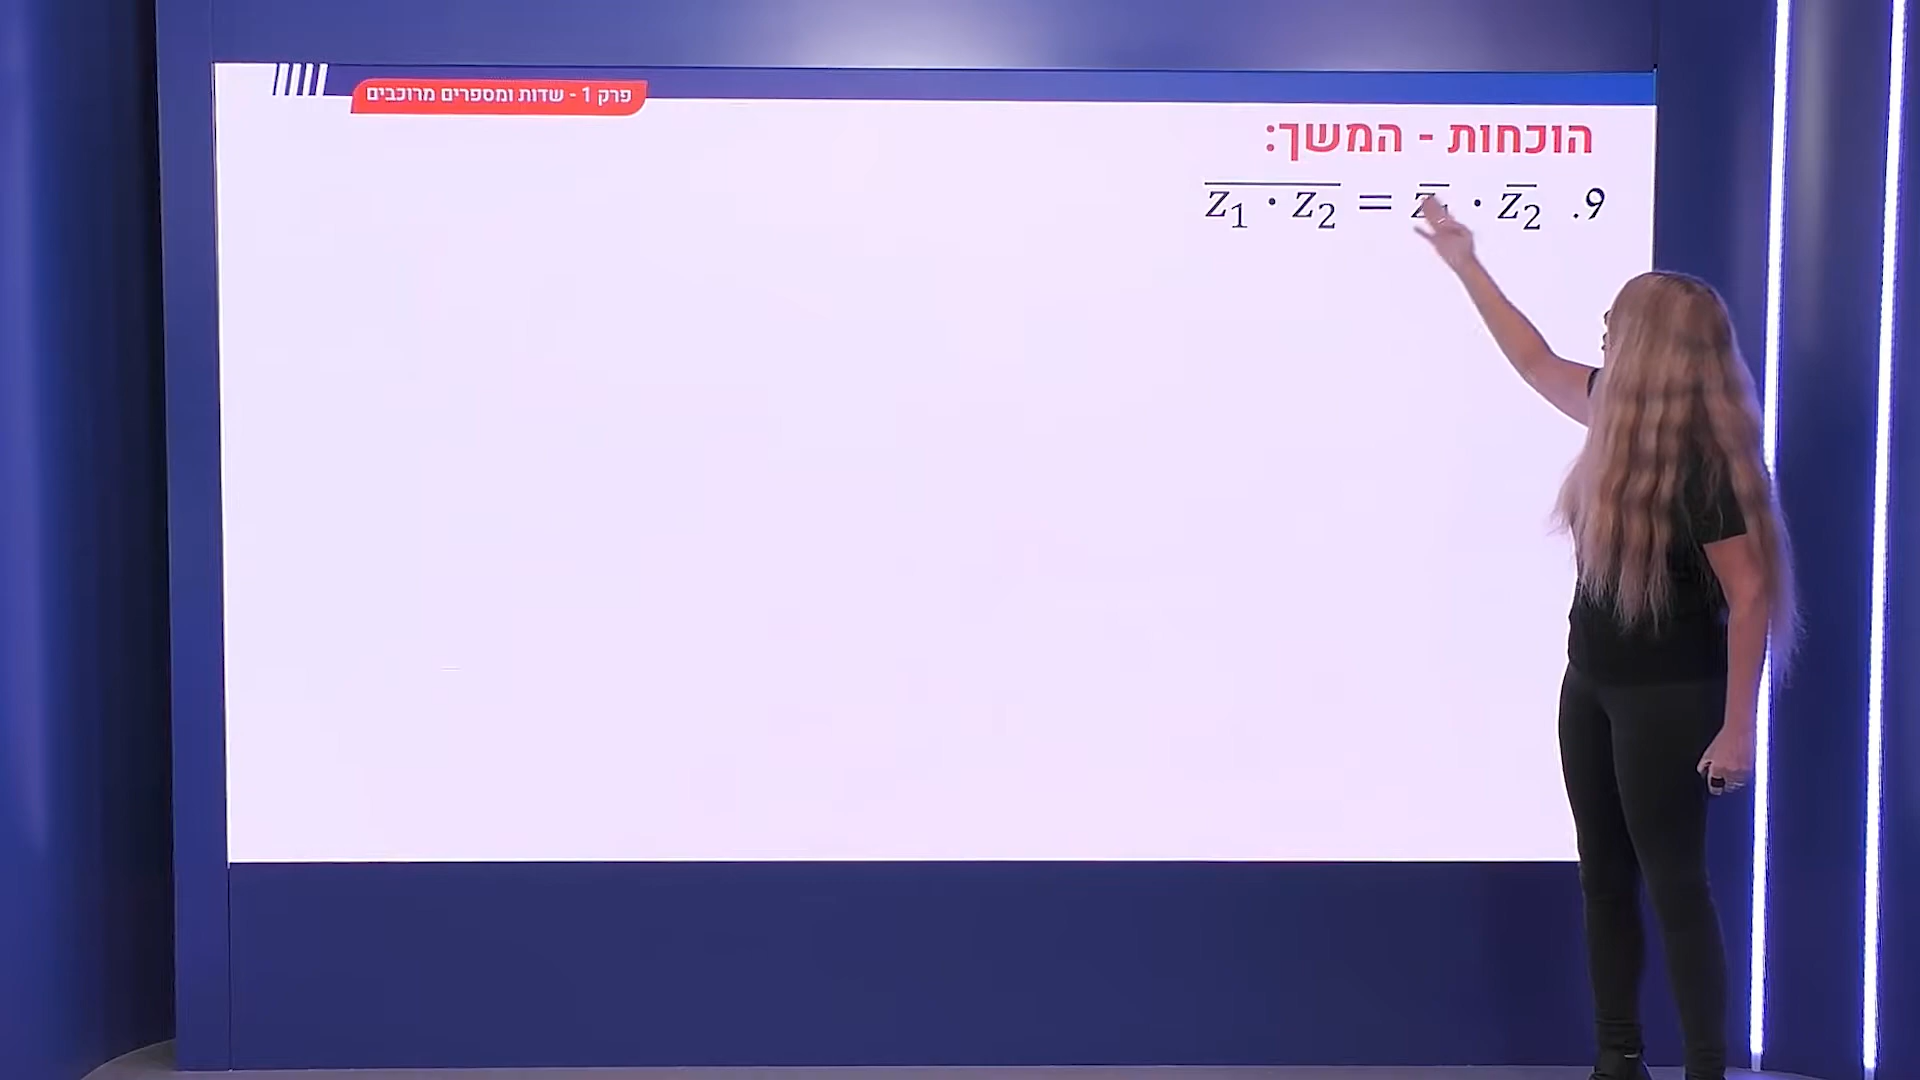 פרק 1 - שדות ומספרים מרוכבים
הוכחות - המשך:
9. $\overline{z_1 \cdot z_2} = \overline{z_1} \cdot \overline{z_2}$